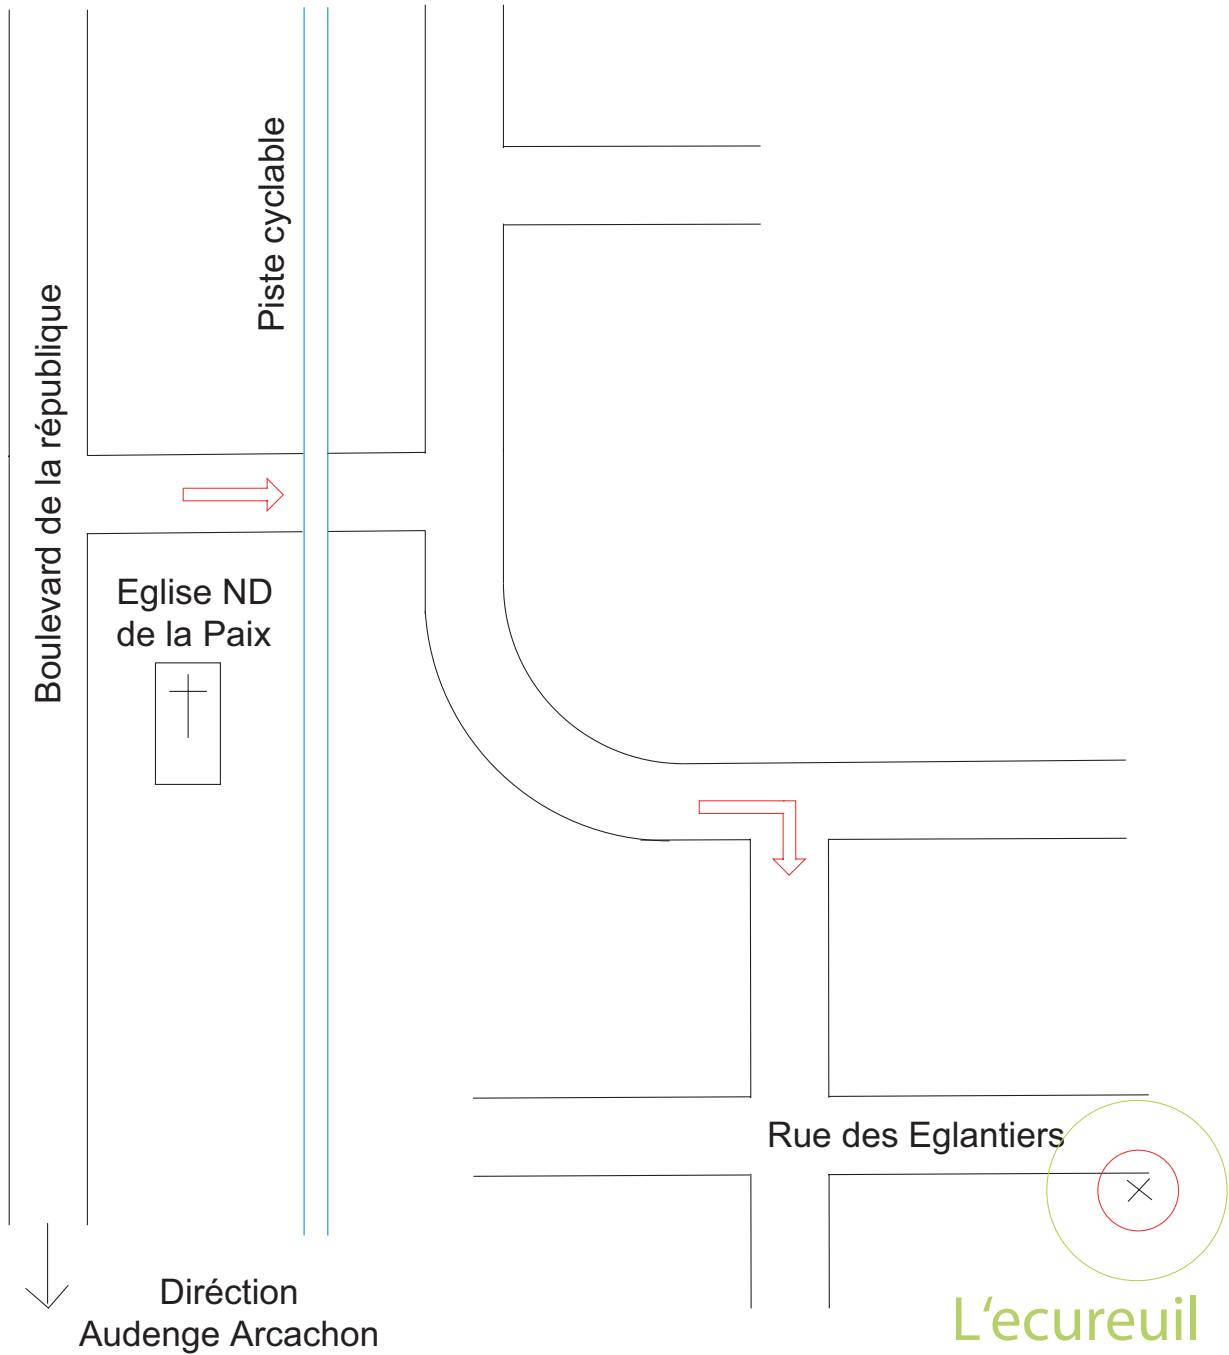 Piste cyclable
Boulevard de la république
Eglise ND
de la Paix
Rue des Eglantiers
Diréction
Audenge Arcachon
L'ecureuil